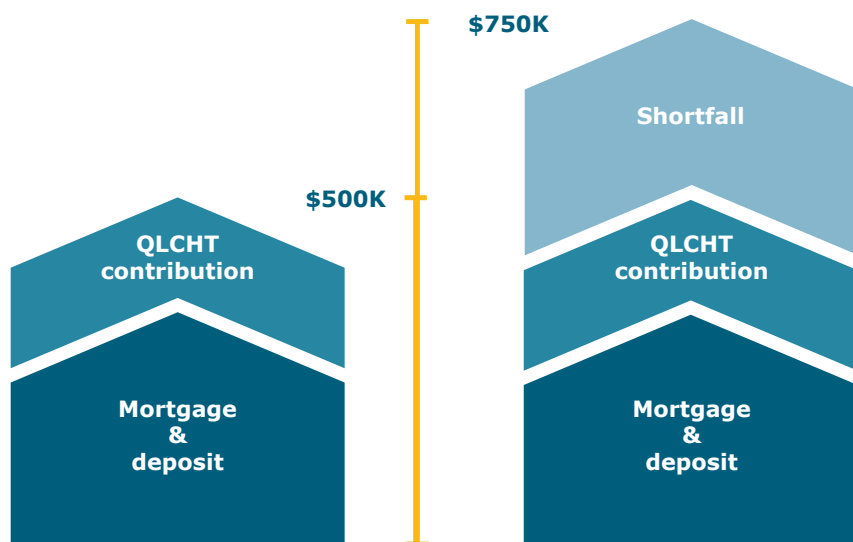 $750K
Shortfall
$500K
QLCHT
contribution
QLCHT
contribution
Mortgage
&
deposit
Mortgage
&
deposit